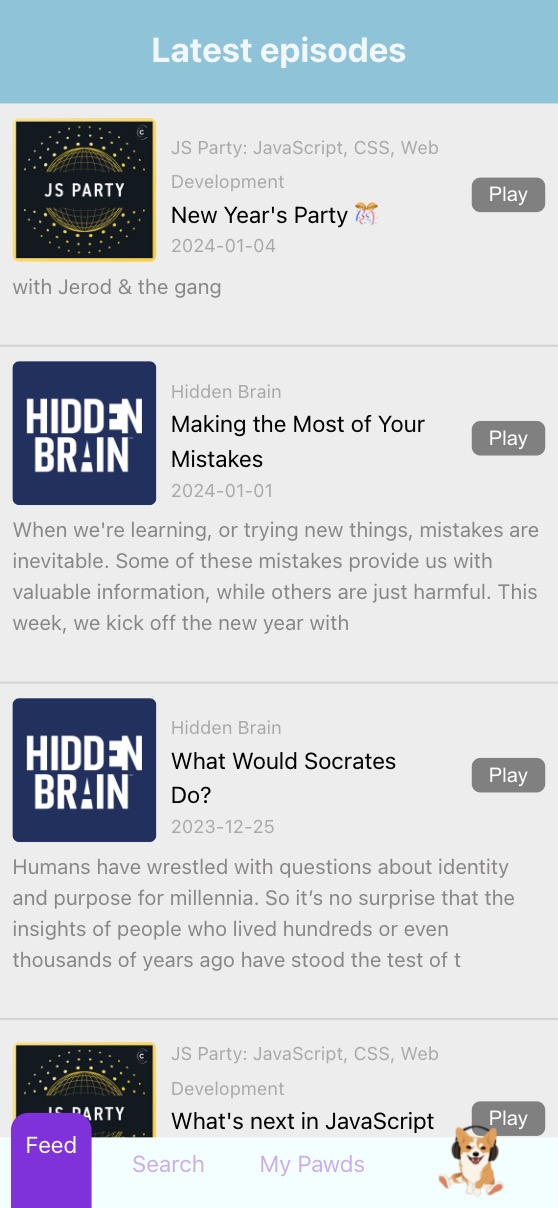 Latest episodes
JS PARTY
JS Party: JavaScript, CSS, Web
Development
New Year's Party 🎊
2024-01-04
Play
with Jerod & the gang
HIDDEN
BRAIN
Hidden Brain
Making the Most of Your
Mistakes
2024-01-01
Play
When we're learning, or trying new things, mistakes are
inevitable. Some of these mistakes provide us with
valuable information, while others are just harmful. This
week, we kick off the new year with
HIDDEN
BRAIN
Hidden Brain
What Would Socrates
Do?
2023-12-25
Play
Humans have wrestled with questions about identity
and purpose for millennia. So it’s no surprise that the
insights of people who lived hundreds or even
thousands of years ago have stood the test of t
JS PARTY
JS Party: JavaScript, CSS, Web
Development
What's next in JavaScript
Play
Feed
Search
My Pawds